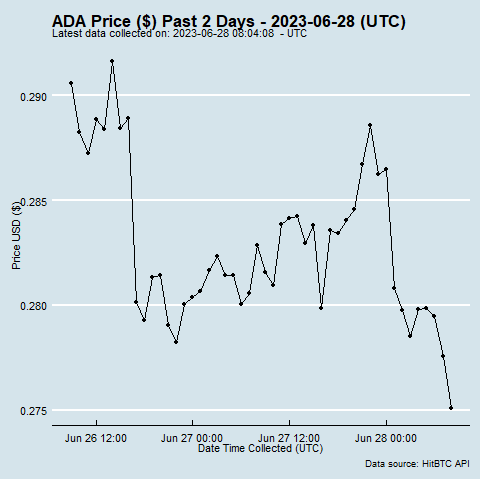 ADA Price ($) Past 2 Days - 2023-06-28 (UTC)
Latest data collected on: 2023-06-28 08:04:08 - UTC
0.290
0.285
0.280
0.275
Price USD ($)
Jun 26 12:00 Jun 27 00:00 Jun 27 12:00 Jun 28 00:00
Date Time Collected (UTC)
Data source: HitBTC API